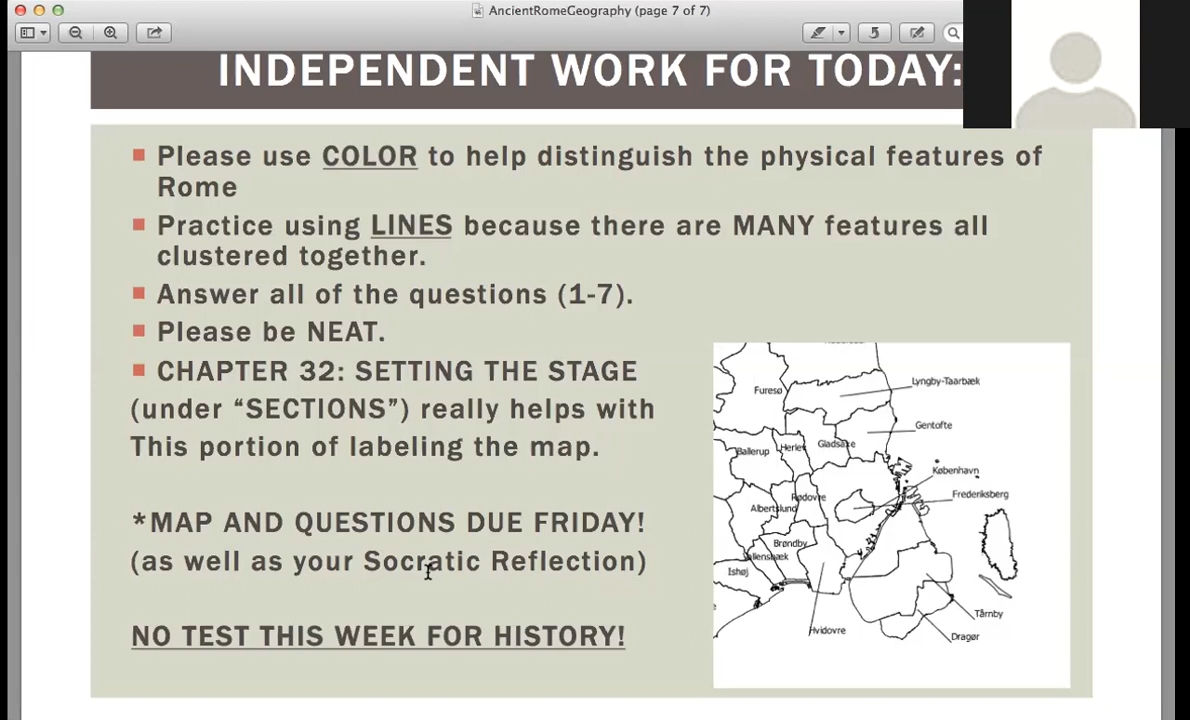 AncientRomeGeography (page 7 of 7)
INDEPENDENT WORK FOR TODAY:
Please use COLOR to help distinguish the physical features of
Rome
Practice using LINES because there are MANY features all
clustered together.
Answer all of the questions (1-7).
Please be NEAT.
CHAPTER 32: SETTING THE STAGE
(under “SECTIONS”) really helps with
This portion of labeling the map.
*MAP AND QUESTIONS DUE FRIDAY!
(as well as your Socratic Reflection)
NO TEST THIS WEEK FOR HISTORY!
Lyngby-Taarbæk
Furesø
Gentofte
Gladsaxe
Herlev
Ballerup
København
Frederiksberg
Rødovre
Albertslund
Brøndby
Ishøj
Tårnby
Hvidovre
Dragør